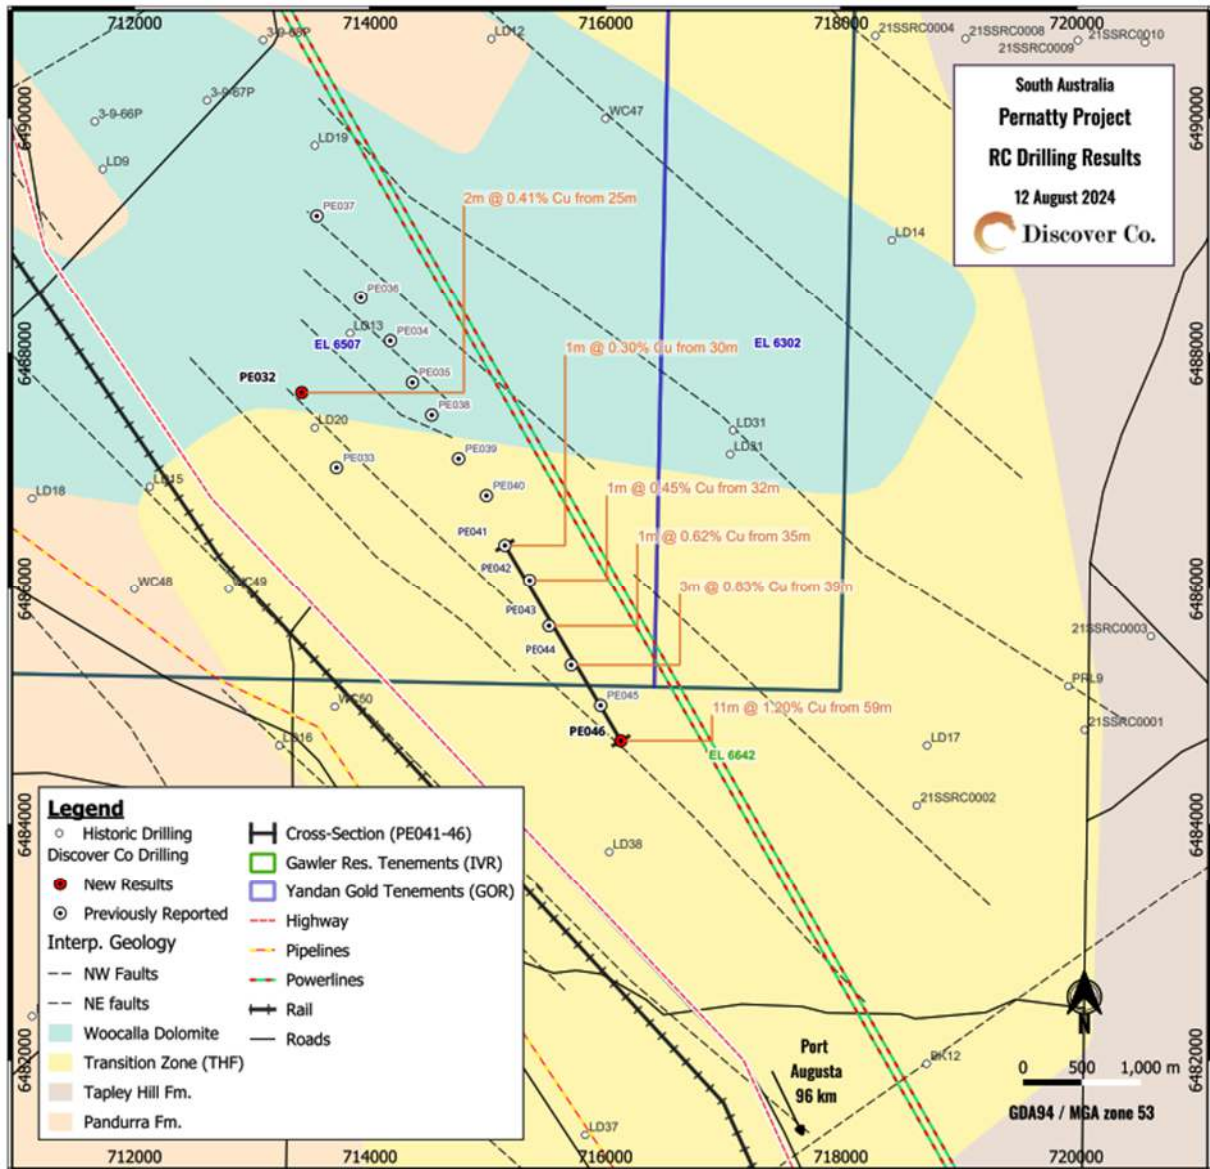 712000
714000
716000
718000
720000
3-9-68P
LD12
21SSRC0004
21SSRC0008
21SSRC0009
21SSRC0010
South Australia
Pernatty Project
RC Drilling Results
12 August 2024
Discover Co.
6490000
6490000
3-9-67P
3-9-66P
WC47
LD19
LD9
2m @ 0.41% Cu from 25m
PE037
LD14
PE036
LD13
PE034
EL 6507
1m @ 0.30% Cu from 30m
EL 6302
6488000
6488000
PE032
PE035
PE038
LD20
LD31
LD31
PE033
PE039
LD15
LD18
PE040
1m @ 0.45% Cu from 32m
PE041
1m @ 0.62% Cu from 35m
PE042
3m @ 0.83% Cu from 39m
WC48
WC49
6486000
6486000
PE043
21SSRC0003
PE044
PRL9
PE045
WC50
11m @ 1.20% Cu from 59m
PE046
21SSRC0001
LD16
LD17
EL 6642
21SSRC0002
6484000
6484000
LD38
Legend
Historic Drilling
Discover Co Drilling
New Results
Previously Reported
Interp. Geology
NW Faults
NE faults
Woocalla Dolomite
Transition Zone (THF)
Tapley Hill Fm.
Pandurra Fm.
Cross-Section (PE041-46)
Gawler Res. Tenements (IVR)
Yandan Gold Tenements (GOR)
Highway
Pipelines
Powerlines
Rail
Roads
N
6482000
6482000
Port
Augusta
96 km
BK12
0 500 1,000 m
GDA94 / MGA zone 53
LD37
712000
714000
716000
718000
720000